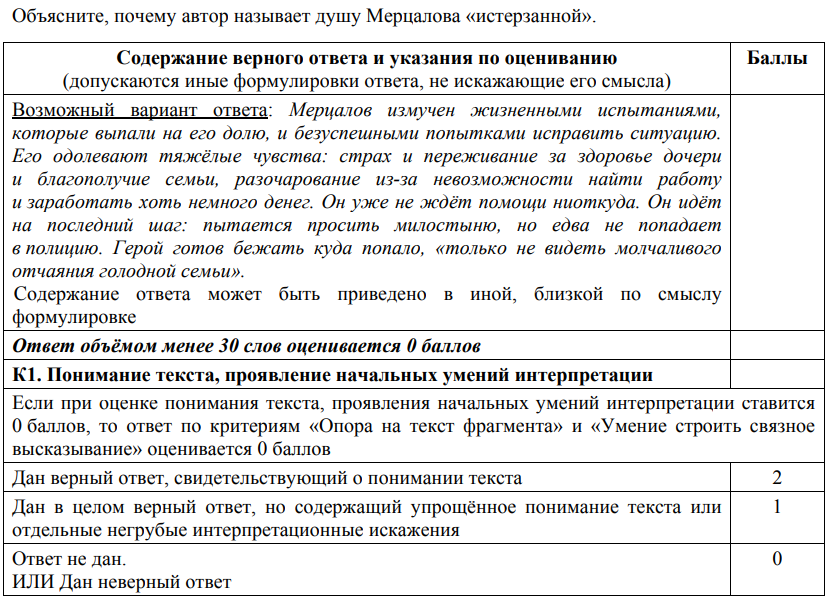 Объясните, почему автор называет душу Мерцалова «истерзанной».
Содержание верного ответа и указания по оцениванию
(допускаются иные формулировки ответа, не искажающие его смысла)
Баллы
Возможный вариант ответа: Мерцалов измучен жизненными испытаниями,
которые выпали на его долю, и безуспешными попытками исправить ситуацию.
Его одолевают тяжёлые чувства: страх и переживание за здоровье дочери
и благополучие семьи, разочарование из-за невозможности найти работу
и заработать хоть немного денег. Он уже не ждёт помощи ниоткуда. Он идёт
на последний шаг: пытается просить милостыню, но едва не попадает
в полицию. Герой готов бежать куда попало, «только не видеть молчаливого
отчаяния голодной семьи».
Содержание ответа может быть приведено в иной, близкой по смыслу
формулировке
Ответ объёмом менее 30 слов оценивается 0 баллов
К1. Понимание текста, проявление начальных умений интерпретации
Если при оценке понимания текста, проявления начальных умений интерпретации ставится
0 баллов, то ответ по критериям «Опора на текст фрагмента» и «Умение строить связное
высказывание» оценивается 0 баллов
Дан верный ответ, свидетельствующий о понимании текста
2
Дан в целом верный ответ, но содержащий упрощённое понимание текста или
отдельные негрубые интерпретационные искажения
1
Ответ не дан.
ИЛИ Дан неверный ответ
0